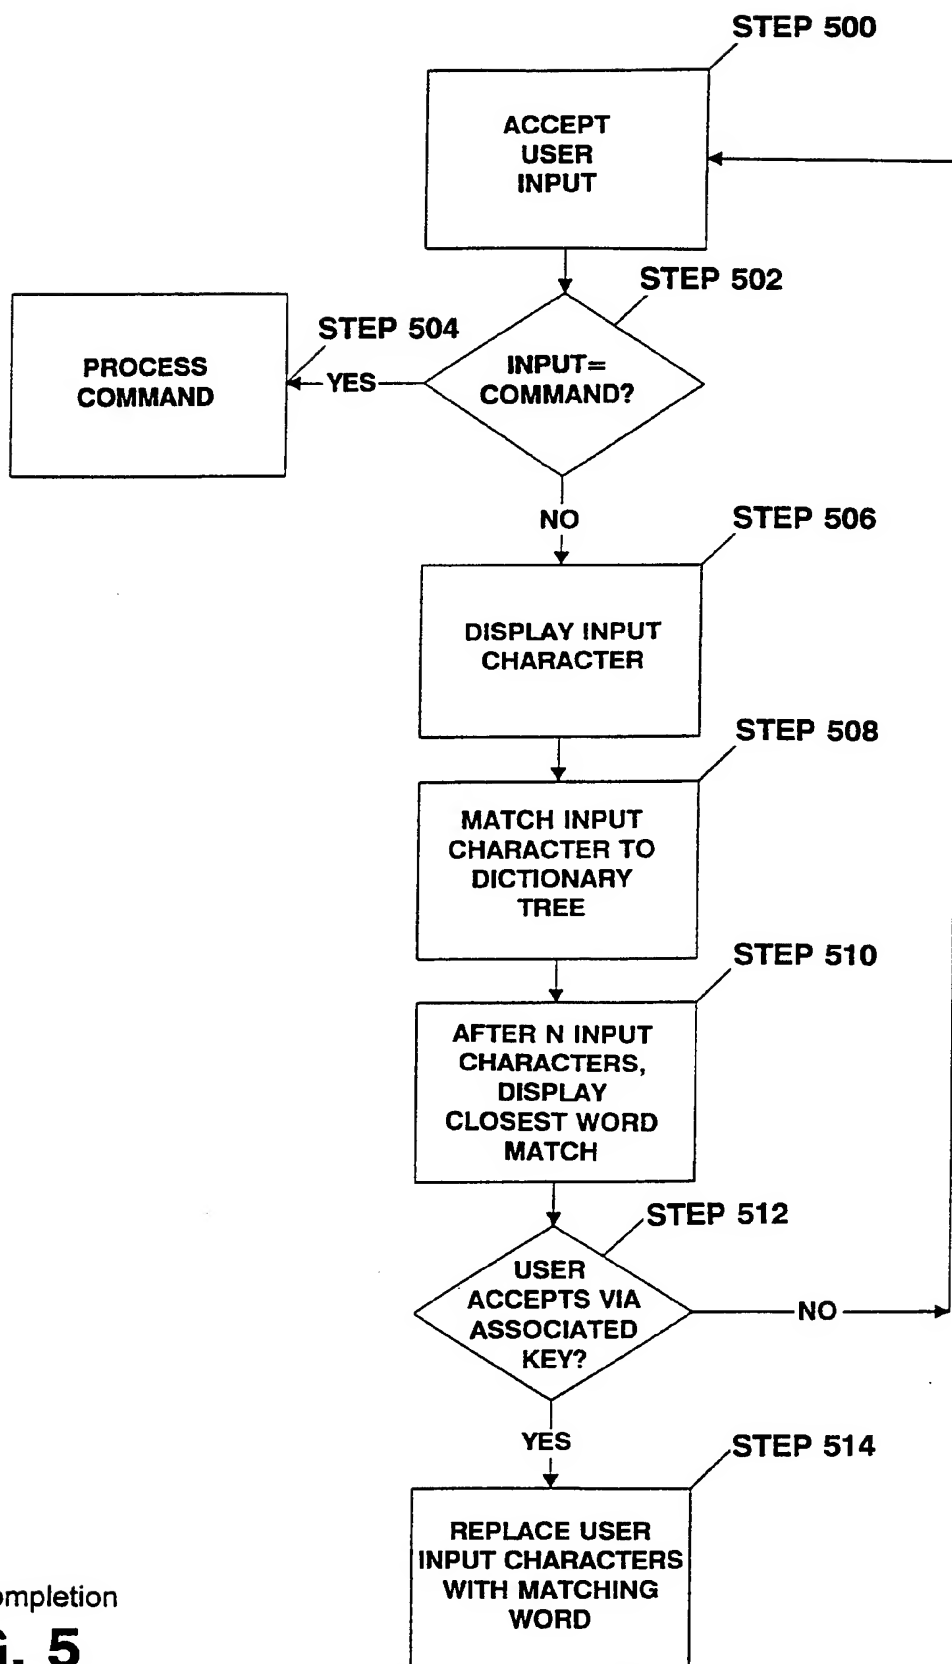 STEP 500
ACCEPT
USER
INPUT
STEP 502
INPUT=
COMMAND?
STEP 504
YES
PROCESS
COMMAND
NO
STEP 506
DISPLAY INPUT
CHARACTER
STEP 508
MATCH INPUT
CHARACTER TO
DICTIONARY
TREE
STEP 510
AFTER N INPUT
CHARACTERS,
DISPLAY
CLOSEST WORD
MATCH
STEP 512
USER
ACCEPTS VIA
ASSOCIATED
KEY?
NO
YES
STEP 514
REPLACE USER
INPUT CHARACTERS
WITH MATCHING
WORD
ompletion
. 5